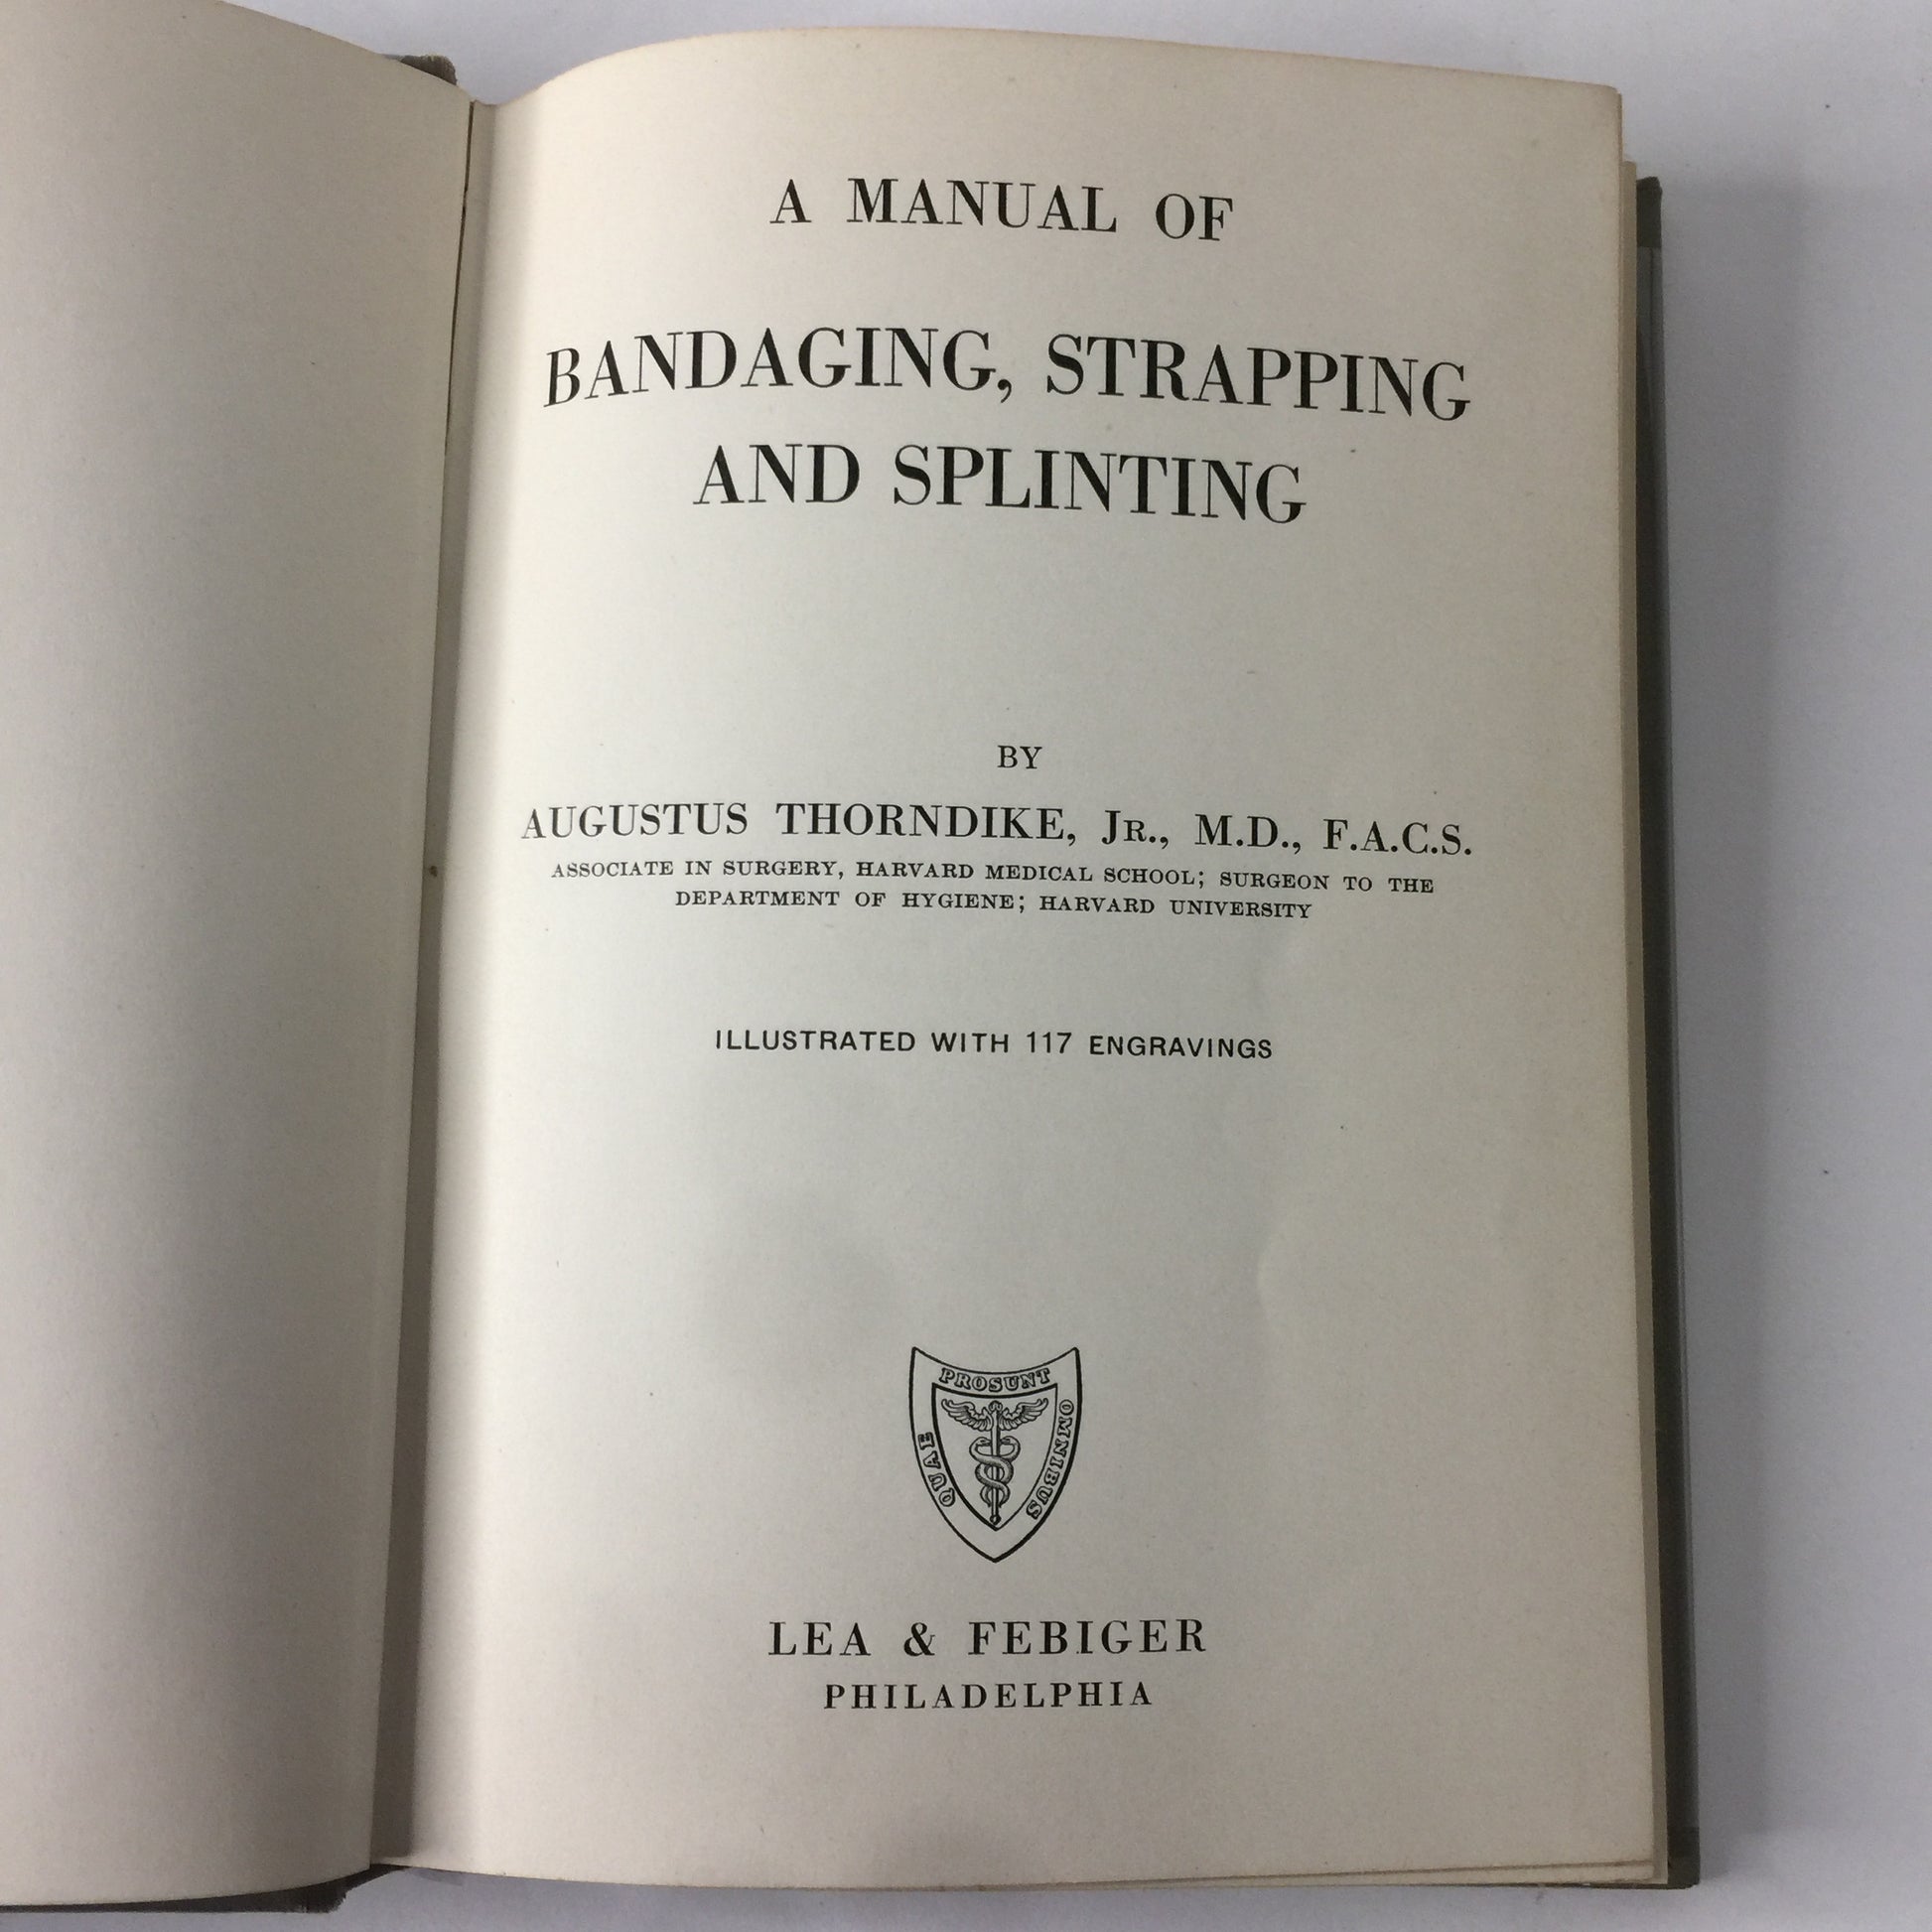 A MANUAL OF
BANDAGING, STRAPPING
AND SPLINTING
BY
AUGUSTUS THORNDIKE, JR., M.D., F.A.C.S.
ASSOCIATE IN SURGERY, HARVARD MEDICAL SCHOOL; SURGEON TO THE
DEPARTMENT OF HYGIENE; HARVARD UNIVERSITY
ILLUSTRATED WITH 117 ENGRAVINGS
QUAE PROSUNT OMNIBUS
LEA & FEBIGER
PHILADELPHIA